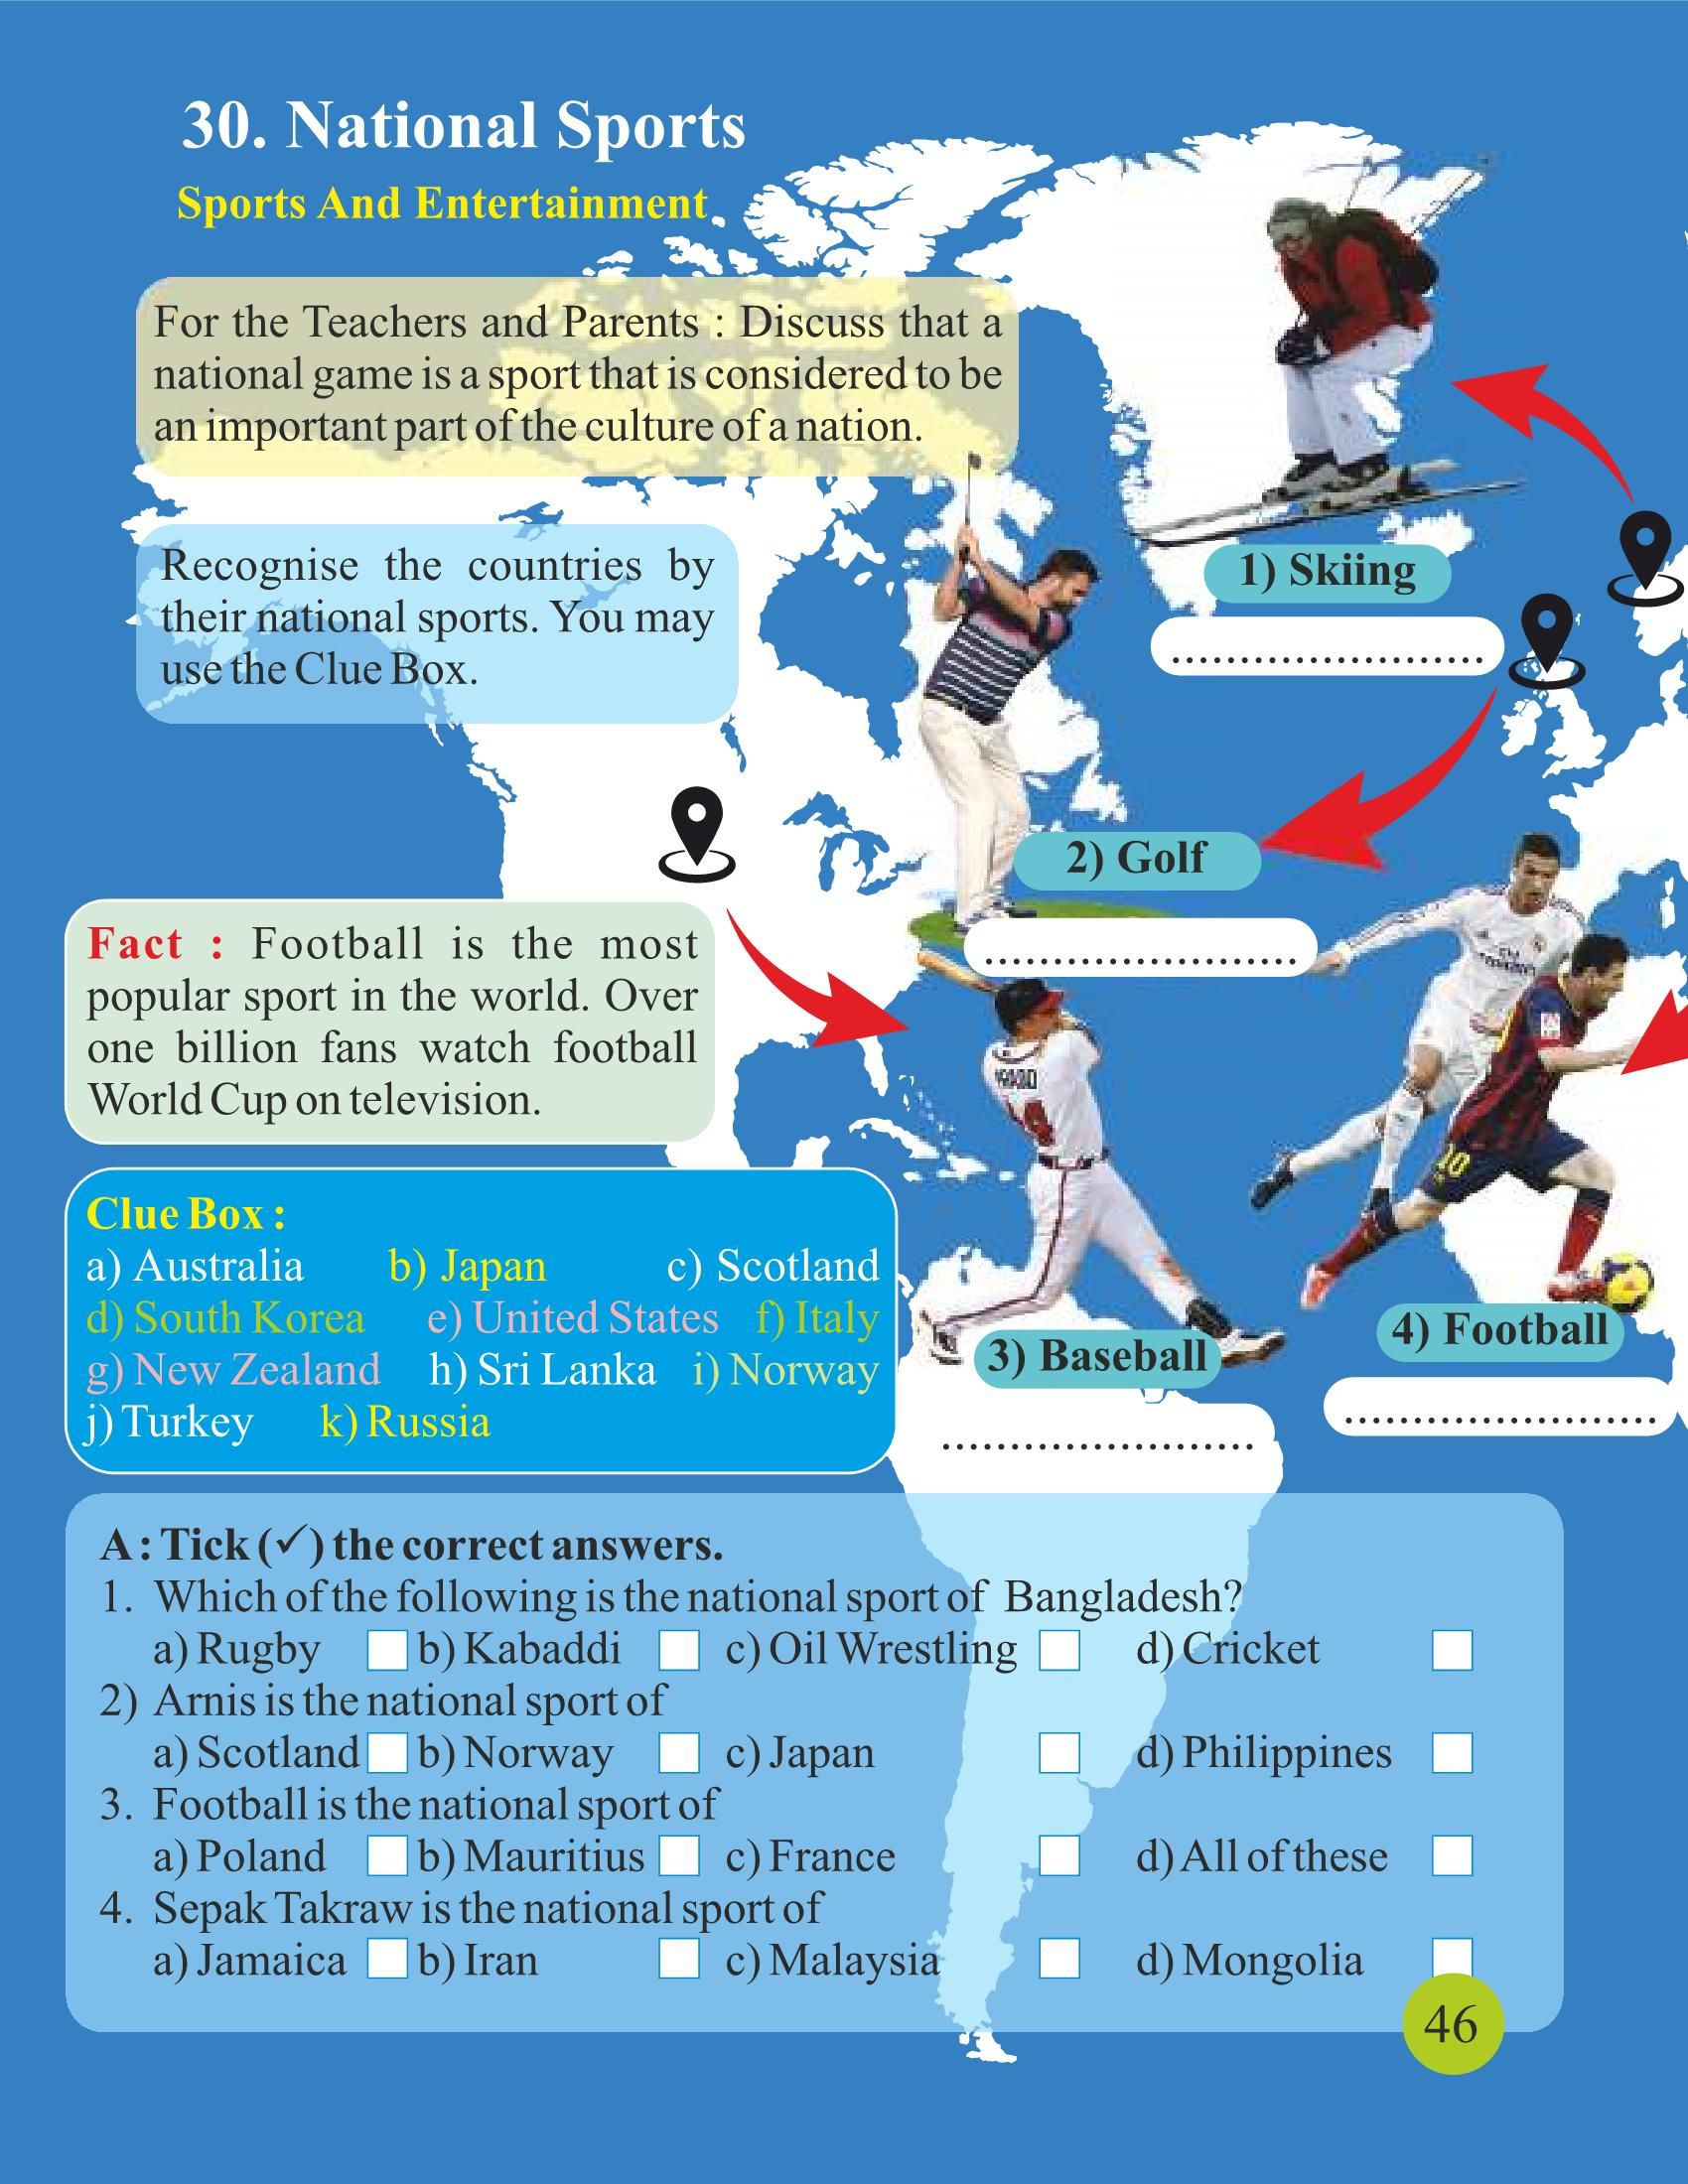 30. National Sports
Sports And Entertainment
For the Teachers and Parents : Discuss that a
national game is a sport that is considered to be
an important part of the culture of a nation.
Recognise the countries by
their national sports. You may
use the Clue Box.
1) Skiing
........................
2) Golf
........................
Fact : Football is the most
popular sport in the world. Over
one billion fans watch football
World Cup on television.
3) Baseball
........................
4) Football
........................
10
Clue Box :
a) Australia b) Japan c) Scotland
d) South Korea e) United States f) Italy
g) New Zealand h) Sri Lanka i) Norway
j) Turkey k) Russia
A : Tick (✓) the correct answers.
1. Which of the following is the national sport of Bangladesh?
a) Rugby b) Kabaddi c) Oil Wrestling d) Cricket
2) Arnis is the national sport of
a) Scotland b) Norway c) Japan d) Philippines
3. Football is the national sport of
a) Poland b) Mauritius c) France d) All of these
4. Sepak Takraw is the national sport of
a) Jamaica b) Iran c) Malaysia d) Mongolia
46